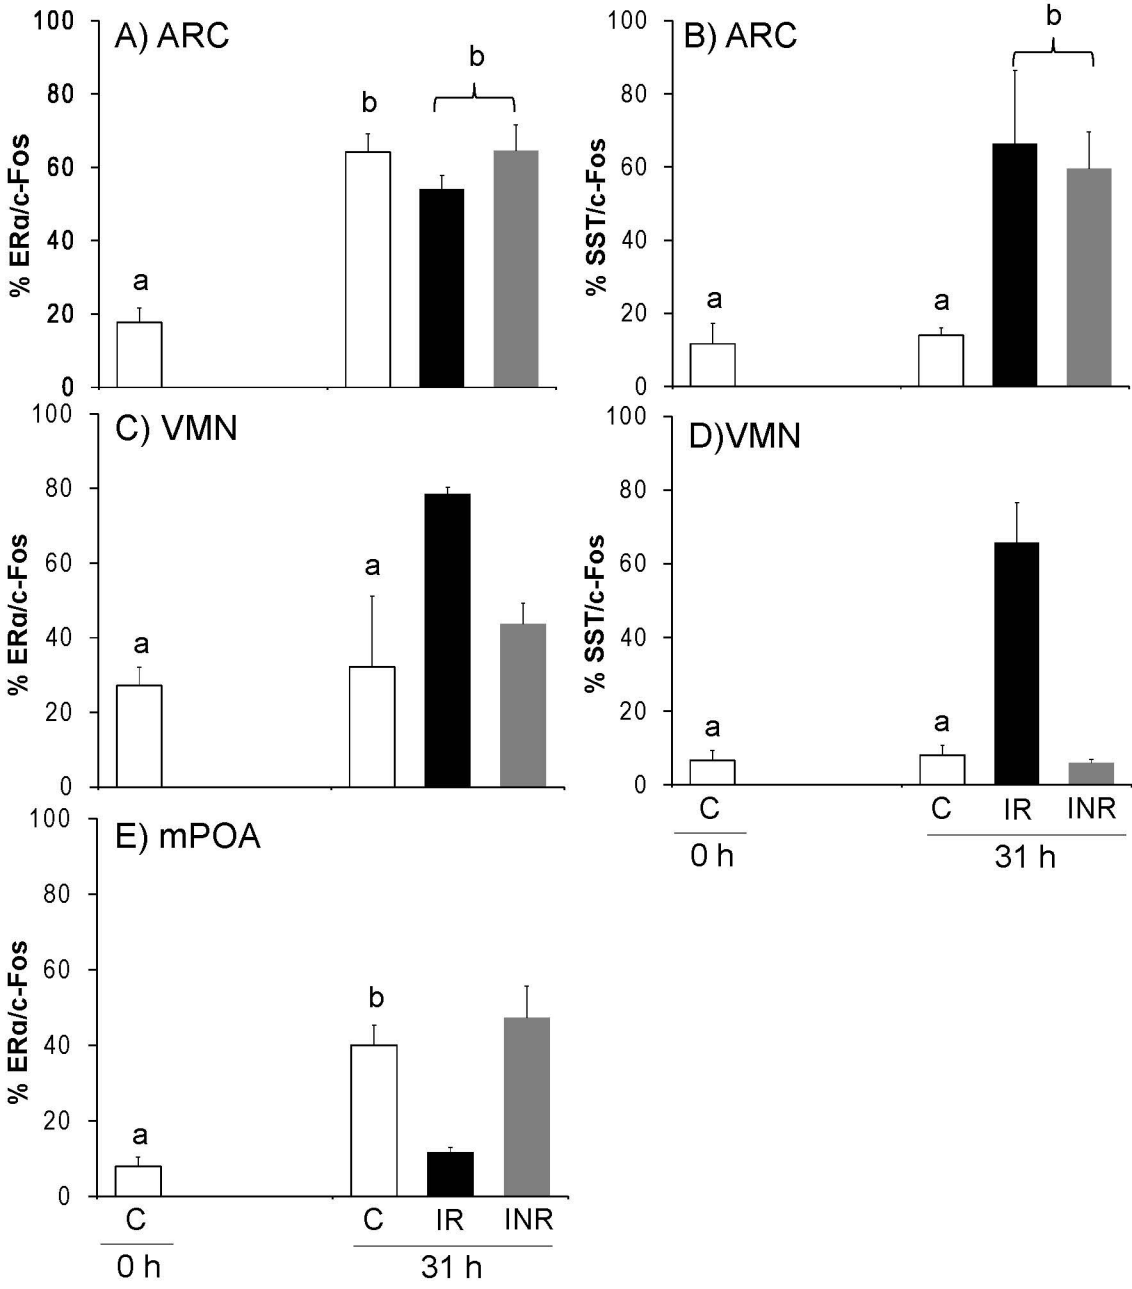 A) ARC
% ERα/c-Fos
100
80
60
40
20
0
a
b
b
B) ARC
% SST/c-Fos
100
80
60
40
20
0
a
a
b
C) VMN
% ERα/c-Fos
100
80
60
40
20
0
a
a
D)VMN
% SST/c-Fos
100
80
60
40
20
0
a
a
C C IR INR
0 h 31 h
E) mPOA
% ERα/c-Fos
100
80
60
40
20
0
a
b
C C IR INR
0 h 31 h